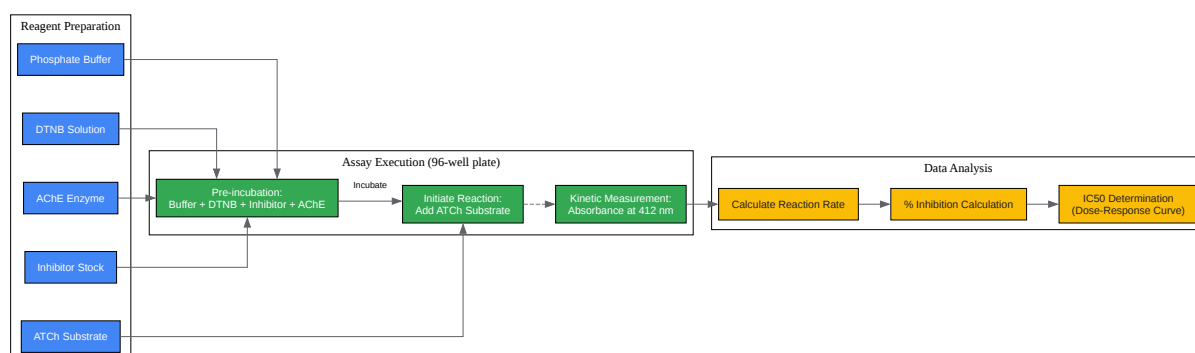 Reagent Preparation
Phosphate Buffer
DTNB Solution
AChE Enzyme
Inhibitor Stock
ATCh Substrate
Assay Execution (96-well plate)
Pre-incubation:
Buffer + DTNB + Inhibitor + AChE
Incubate
Initiate Reaction:
Add ATCh Substrate
Kinetic Measurement:
Absorbance at 412 nm
Data Analysis
Calculate Reaction Rate
% Inhibition Calculation
IC50 Determination
(Dose-Response Curve)